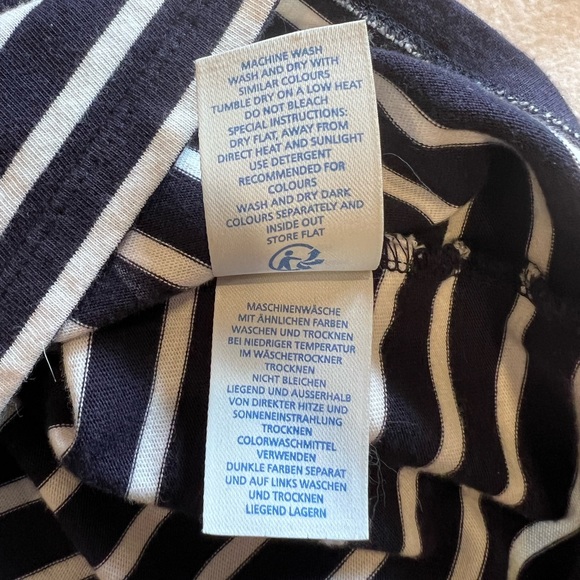 MACHINE WASH
WASH AND DRY WITH
SIMILAR COLOURS
TUMBLE DRY ON A LOW HEAT
DO NOT BLEACH
SPECIAL INSTRUCTIONS:
DRY FLAT, AWAY FROM
DIRECT HEAT AND SUNLIGHT
USE DETERGENT
RECOMMENDED FOR
COLOURS
WASH AND DRY DARK
COLOURS SEPARATELY AND
INSIDE OUT
STORE FLAT
MASCHINENWÄSCHE
MIT ÄHNLICHEN FARBEN
WASCHEN UND TROCKNEN
BEI NIEDRIGER TEMPERATUR
IM WÄSCHETROCKNER
TROCKNEN
NICHT BLEICHEN
LIEGEND UND AUSSERHALB
VON DIREKTER HITZE UND
SONNENEINSTRAHLUNG
TROCKNEN
COLORWASCHMITTEL
VERWENDEN
DUNKLE FARBEN SEPARAT
UND AUF LINKS WASCHEN
UND TROCKNEN
LIEGEND LAGERN